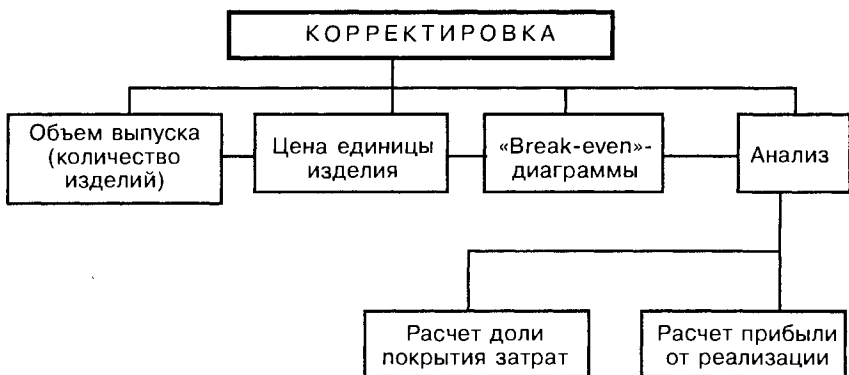 КОРРЕКТИРОВКА
Объем выпуска
(количество
изделий)
Цена единицы
изделия
«Break-even»-
диаграммы
Анализ
Расчет доли
покрытия затрат
Расчет прибыли
от реализации